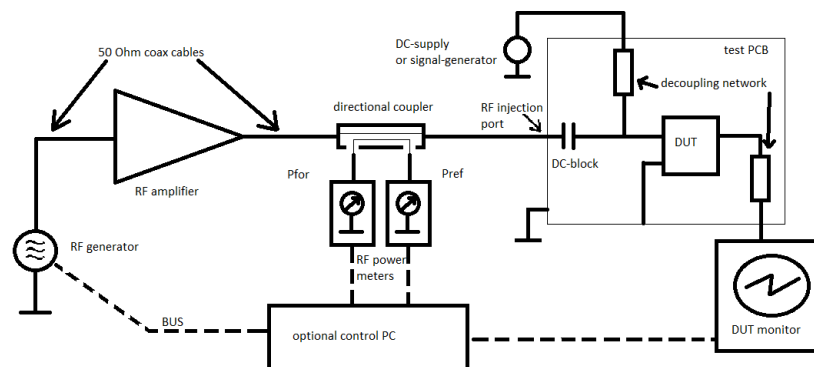 50 Ohm coax cables
DC-supply
or signal-generator
test PCB
decoupling network
directional coupler
RF injection
port
DC-block
DUT
RF amplifier
Pfor
Pref
RF generator
RF power
meters
BUS
optional control PC
DUT monitor